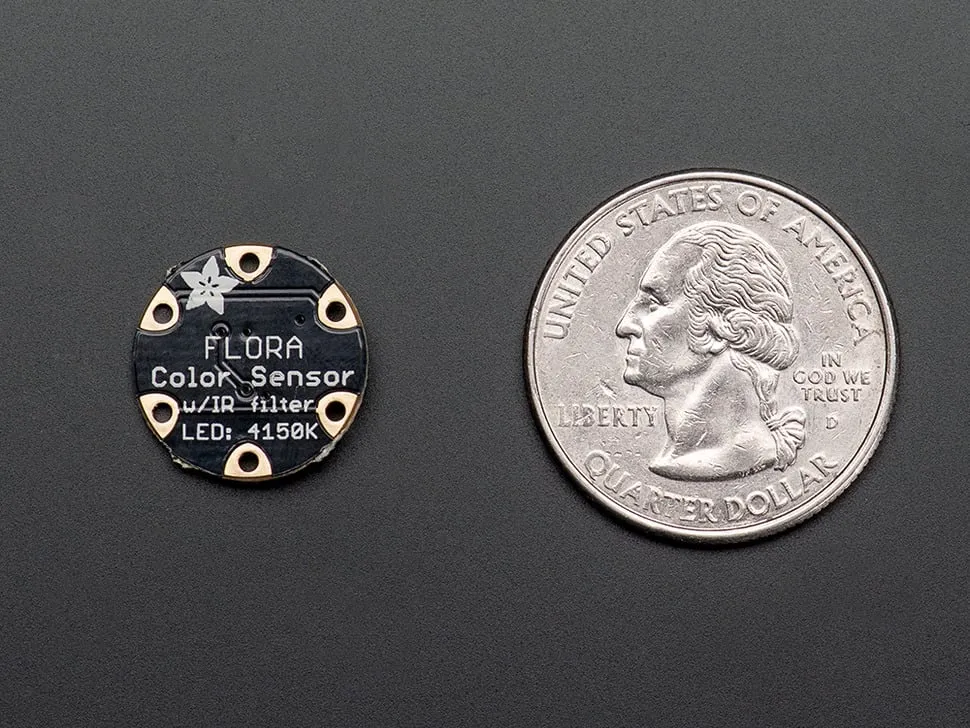 FLORA
Color Sensor
w/IR filter
LED: 4150K
UNITED STATES OF AMERICA
LIBERTY
IN
GOD WE
TRUST
D
QUARTER DOLLAR